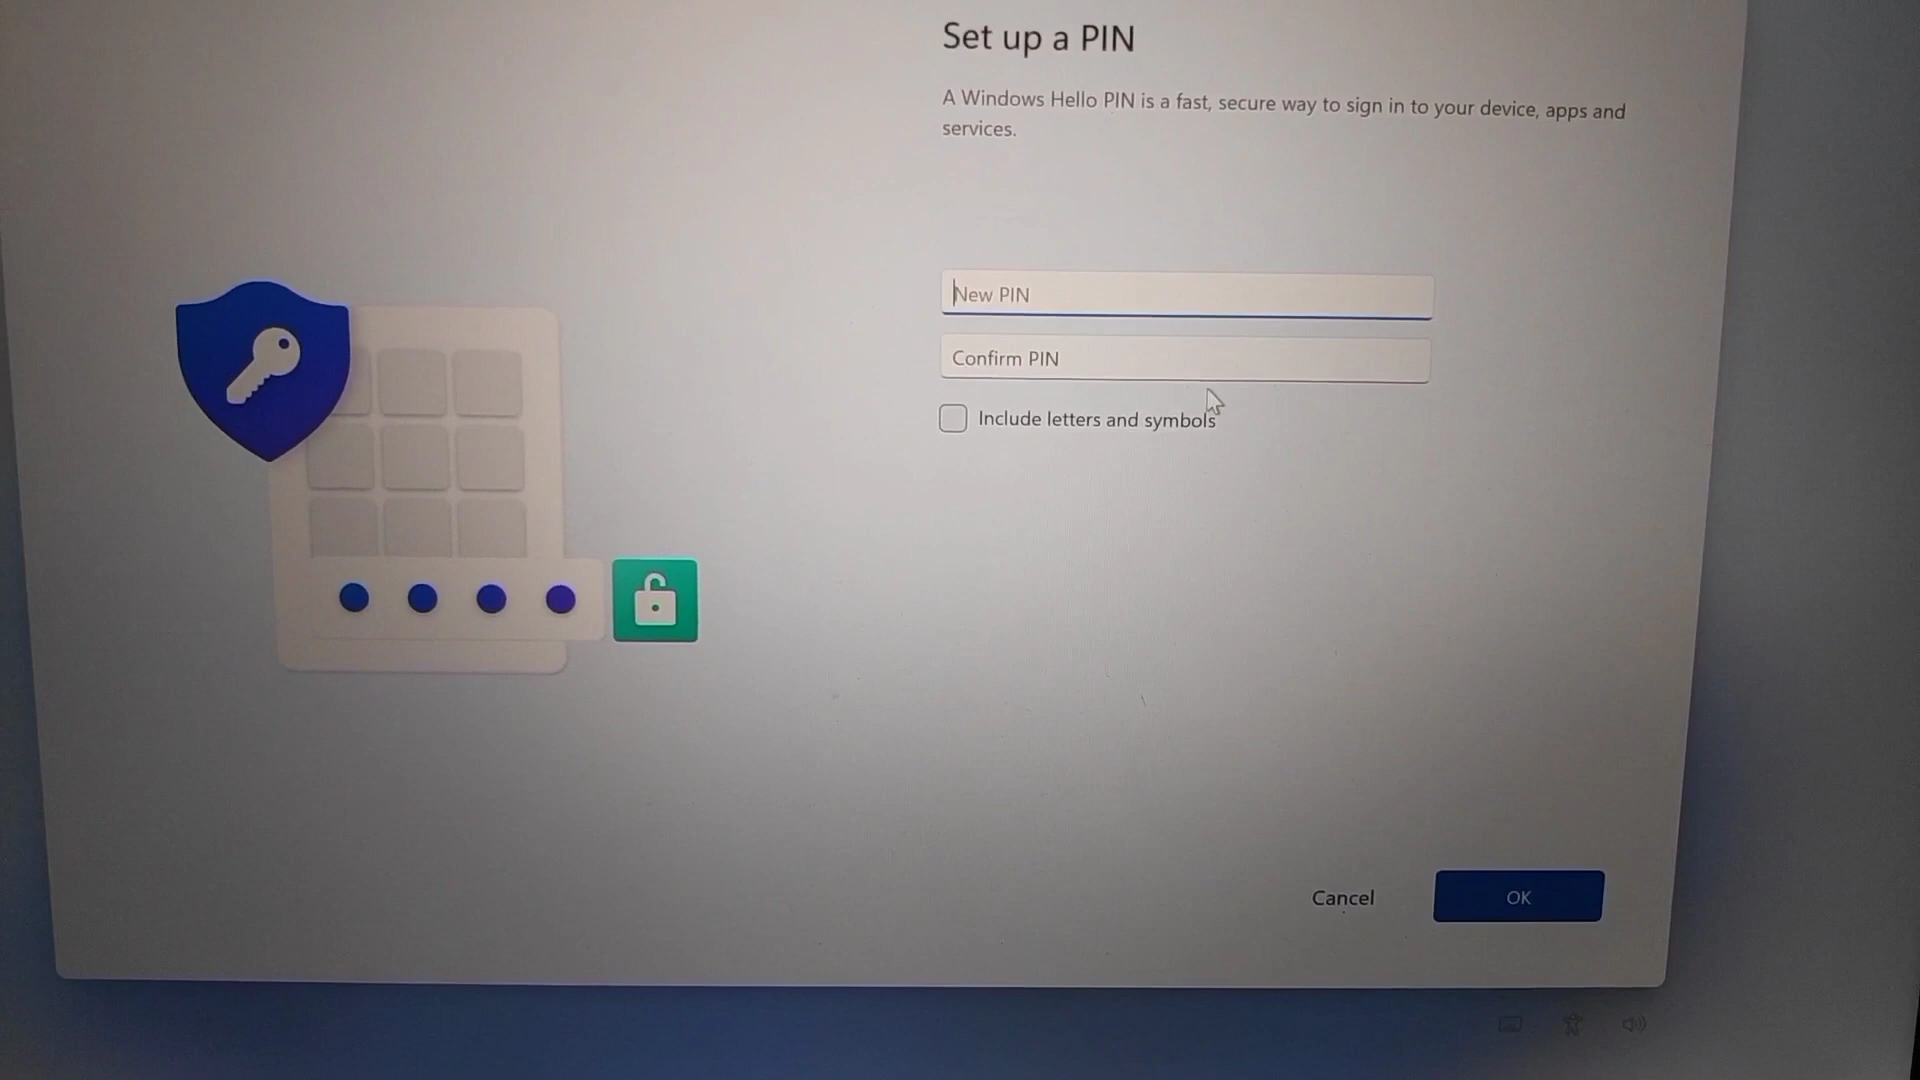 Set up a PIN
A Windows Hello PIN is a fast, secure way to sign in to your device, apps and
services.
New PIN
Confirm PIN
Include letters and symbols
Cancel
OK